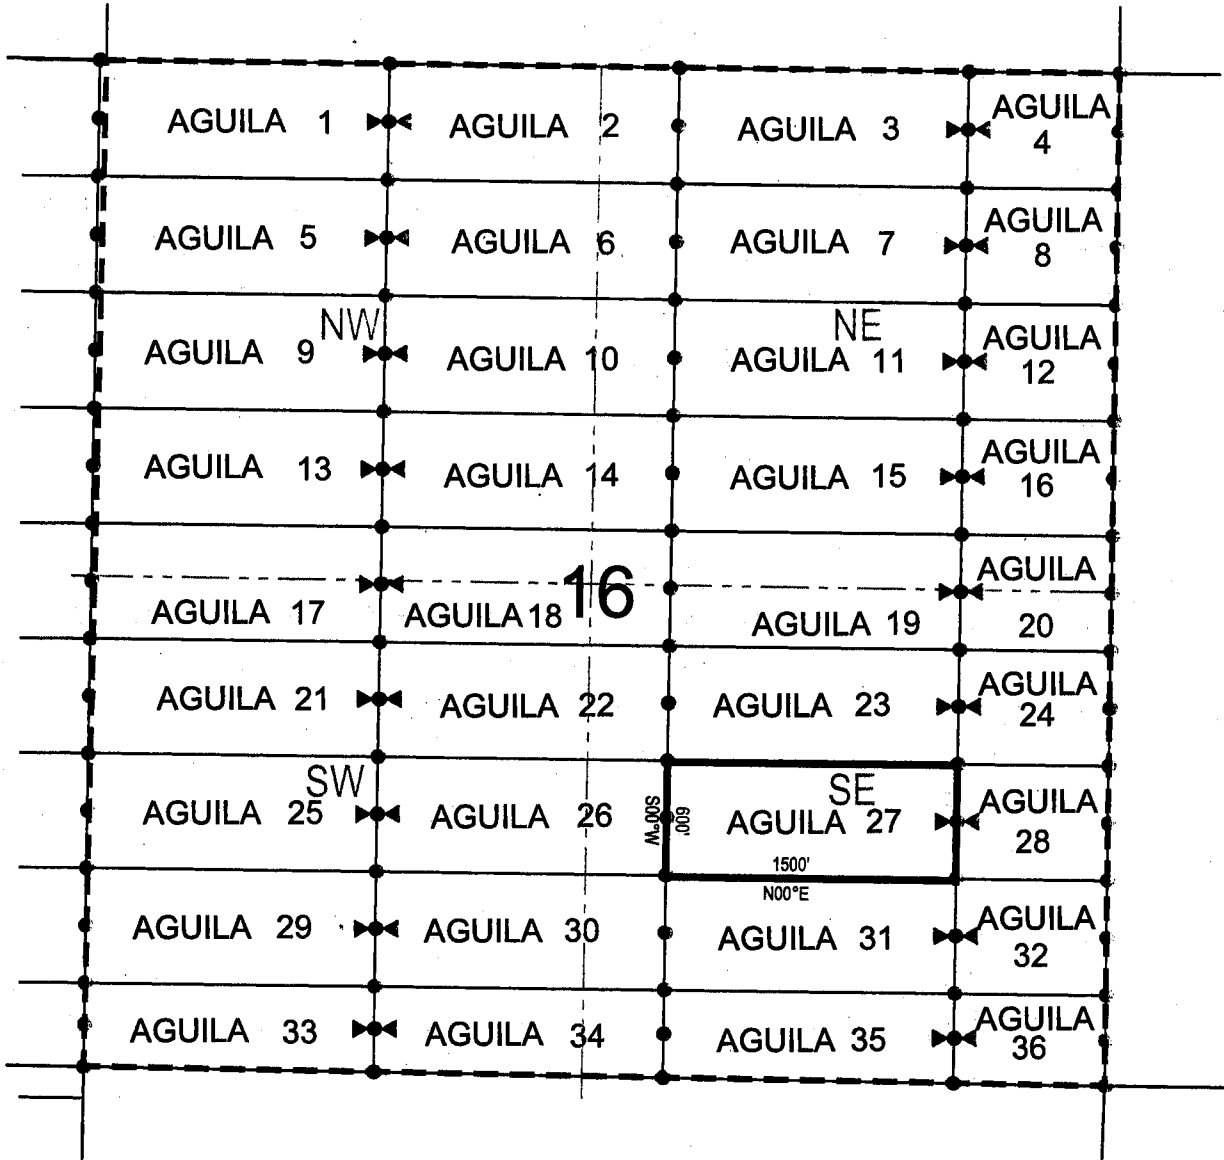 AGUILA 1
AGUILA 2
AGUILA 3
AGUILA
4
AGUILA 5
AGUILA 6
AGUILA 7
AGUILA
8
NW
NE
AGUILA 9
AGUILA 10
AGUILA 11
AGUILA
12
AGUILA 13
AGUILA 14
AGUILA 15
AGUILA
16
16
AGUILA 17
AGUILA 18
AGUILA 19
AGUILA
20
AGUILA 21
AGUILA 22
AGUILA 23
AGUILA
24
SW
SE
AGUILA 25
AGUILA 26
S00°W
600'
AGUILA 27
1500'
N00°E
AGUILA
28
AGUILA 29
AGUILA 30
AGUILA 31
AGUILA
32
AGUILA 33
AGUILA 34
AGUILA 35
AGUILA
36